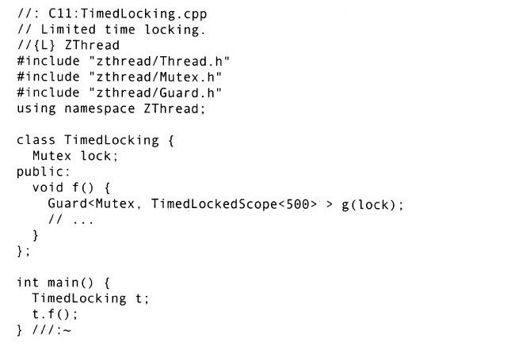 //: C11:TimedLocking.cpp
// Limited time locking.
//{L} ZThread
#include "zthread/Thread.h"
#include "zthread/Mutex.h"
#include "zthread/Guard.h"
using namespace ZThread;

class TimedLocking {
  Mutex lock;
public:
  void f() {
    Guard<Mutex, TimedLockedScope<500> > g(lock);
    // ...
  }
};

int main() {
  TimedLocking t;
  t.f();
} ///:~